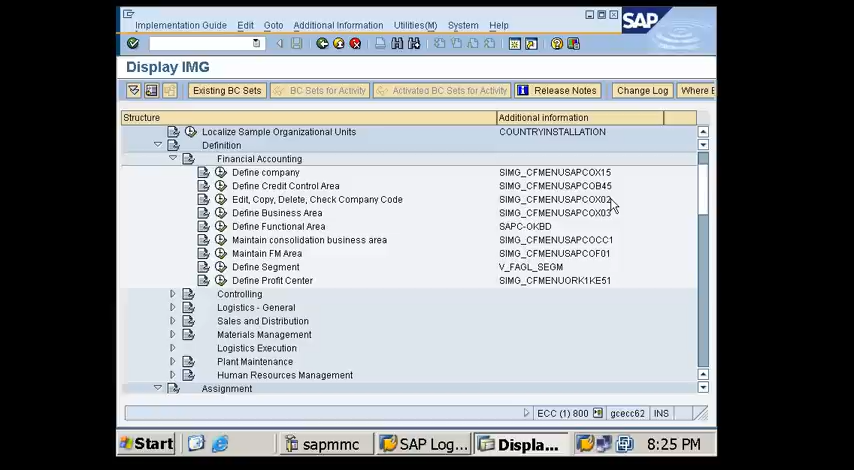 Implementation Guide Edit Goto Additional Information Utilities(M) System Help
SAP
Display IMG
Existing BC Sets BC Sets for Activity Activated BC Sets for Activity Release Notes Change Log Where
Structure Additional information
Localize Sample Organizational Units COUNTRYINSTALLATION
Definition
Financial Accounting
Define company SIMG_CFMENUSAPCOX15
Define Credit Control Area SIMG_CFMENUSAPCOB45
Edit, Copy, Delete, Check Company Code SIMG_CFMENUSAPCOX02
Define Business Area SIMG_CFMENUSAPCOX03
Define Functional Area SAPC-OKBD
Maintain consolidation business area SIMG_CFMENUSAPCOCC1
Maintain FM Area SIMG_CFMENUSAPCOF01
Define Segment V_FAGL_SEGM
Define Profit Center SIMG_CFMENUORK1KE51
Controlling
Logistics - General
Sales and Distribution
Materials Management
Logistics Execution
Plant Maintenance
Human Resources Management
Assignment
ECC (1) 800 gcecc62 INS
Start sapmmc SAP Log... Displa... 8:25 PM